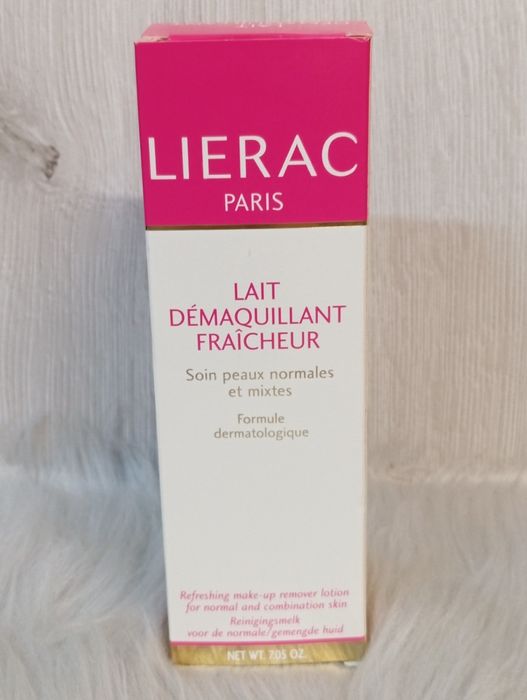 LIERAC
PARIS
LAIT
DÉMAQUILLANT
FRAÎCHEUR
Soin peaux normales
et mixtes
Formule
dermatologique
Refreshing make-up remover lotion
for normal and combination skin
Reinigingsmelk
voor de normale/gemengde huid
NET WT. 7.05 OZ.